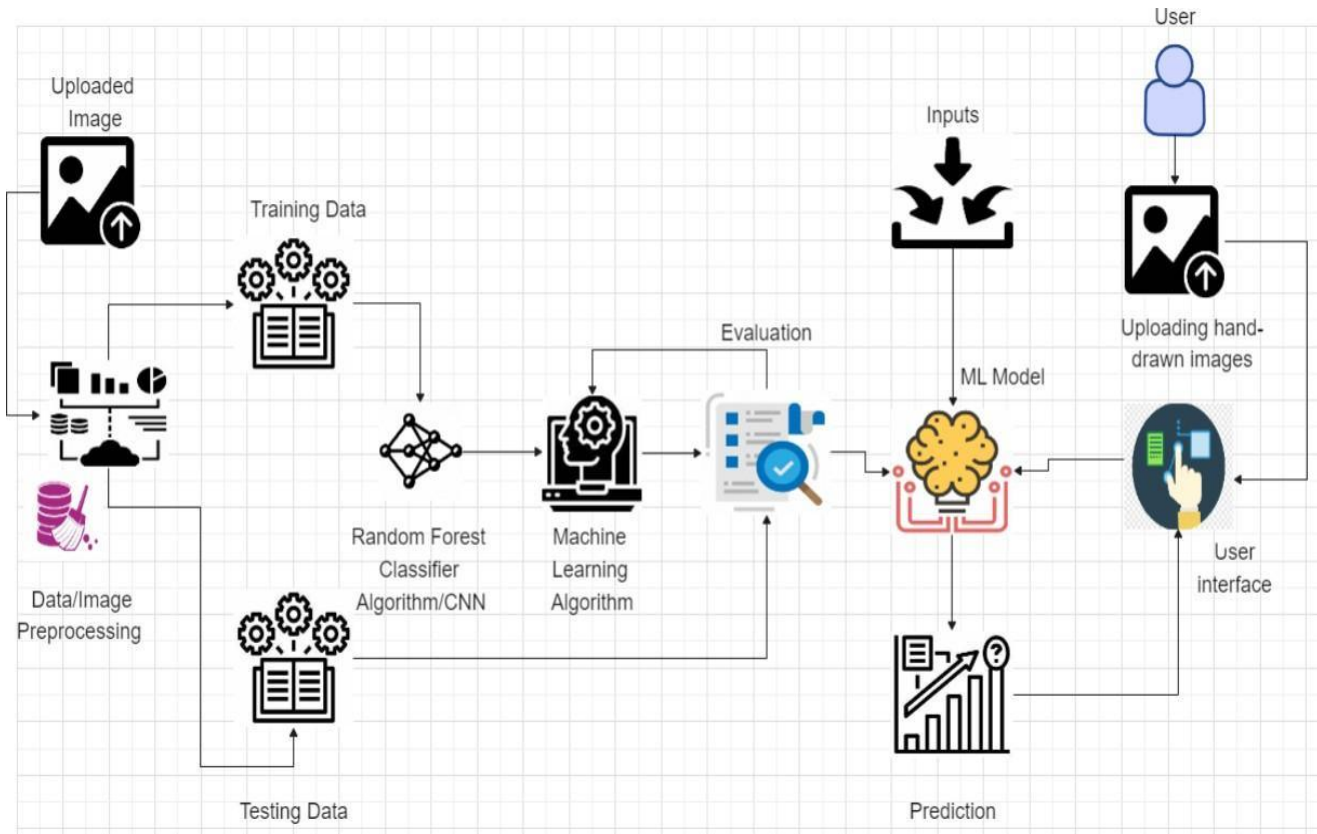 User
Uploaded
Image
Inputs
Training Data
Uploading hand-
drawn images
Evaluation
ML Model
Random Forest
Classifier
Algorithm/CNN
Machine
Learning
Algorithm
User
interface
Data/Image
Preprocessing
Testing Data
Prediction
?